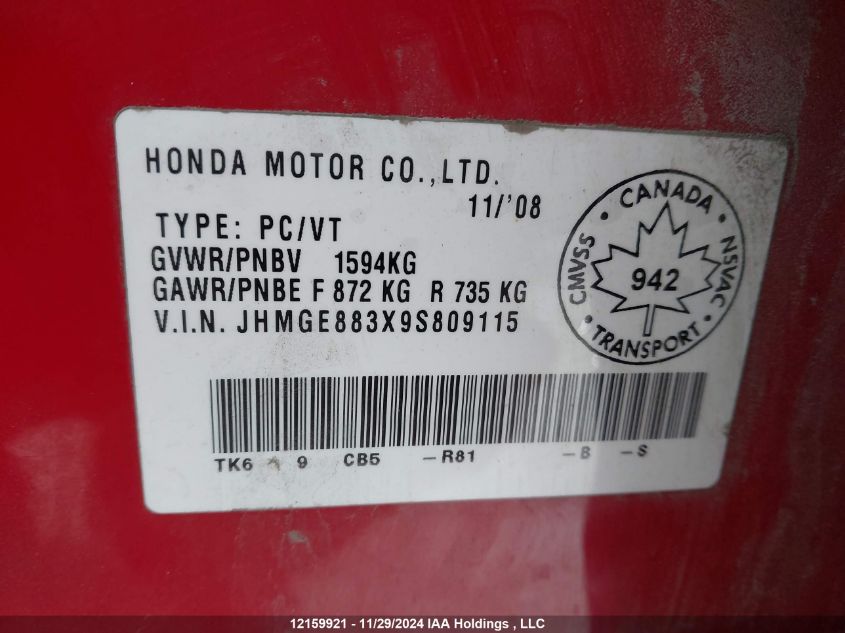 HONDA MOTOR CO.,LTD.
11/'08
TYPE: PC/VT
GVWR/PNBV 1594KG
GAWR/PNBE F 872 KG R 735 KG
V.I.N. JHMGE883X9S809115
CANADA
CMVSS
NSVAC
942
TRANSPORT
TK6 9 CB5 -R81 -B -S
12159921 - 11/29/2024 IAA Holdings , LLC